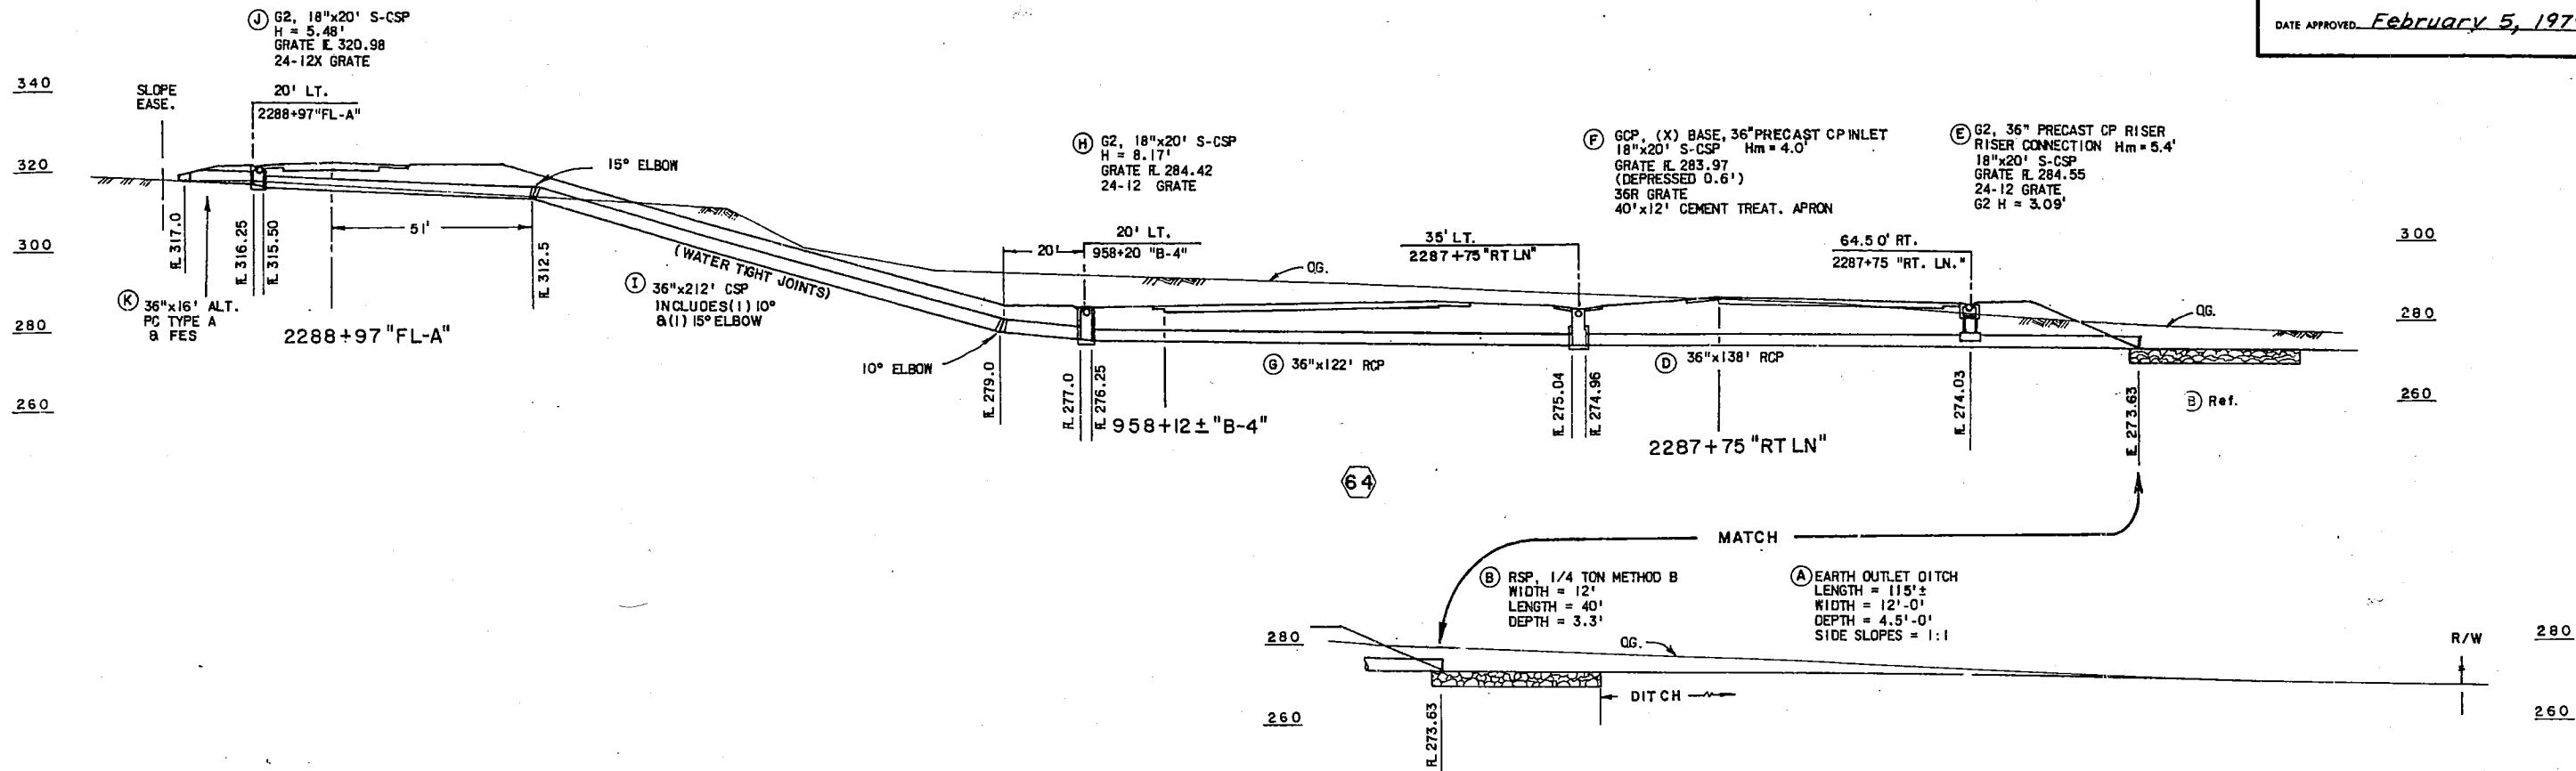 DATE APPROVED February 5, 197
J G2, 18"x20' S-CSP
H = 5.48'
GRATE FL 320.98
24-12X GRATE
340
SLOPE
EASE.
20' LT.
2288+97"FL-A"
320
15° ELBOW
H G2, 18"x20' S-CSP
H = 8.17'
GRATE FL 284.42
24-12 GRATE
F GCP, (X) BASE, 36"PRECAST CP INLET
18"x20' S-CSP Hm = 4.0'
GRATE FL 283.97
(DEPRESSED 0.6')
36R GRATE
40'x12' CEMENT TREAT. APRON
E G2, 36" PRECAST CP RISER
RISER CONNECTION Hm = 5.4'
18"x20' S-CSP
GRATE FL 284.55
24-12 GRATE
G2 H = 3.09'
300
51'
20'
20' LT.
958+20 "B-4"
35' LT.
2287+75"RT LN"
64.50' RT.
2287+75 "RT. LN."
300
O.G.
(WATER TIGHT JOINTS)
FL 317.0
FL 316.25
FL 315.50
FL 312.5
K 36"x16' ALT.
PC TYPE A
& FES
I 36"x212' CSP
INCLUDES(1) 10°
&(1) 15° ELBOW
280
2288+97 "FL-A"
280
O.G.
10° ELBOW
G 36"x122' RCP
D 36"x138' RCP
260
FL 279.0
FL 277.0
FL 276.25
FL 275.04
FL 274.96
FL 274.03
FL 273.63
B Ref.
260
958+12± "B-4"
2287+75 "RT LN"
64
MATCH
B RSP, 1/4 TON METHOD B
WIDTH = 12'
LENGTH = 40'
DEPTH = 3.3'
A EARTH OUTLET DITCH
LENGTH = 115'±
WIDTH = 12'-0'
DEPTH = 4.5'-0'
SIDE SLOPES = 1:1
280
O.G.
R/W
280
DITCH
260
FL 273.63
260